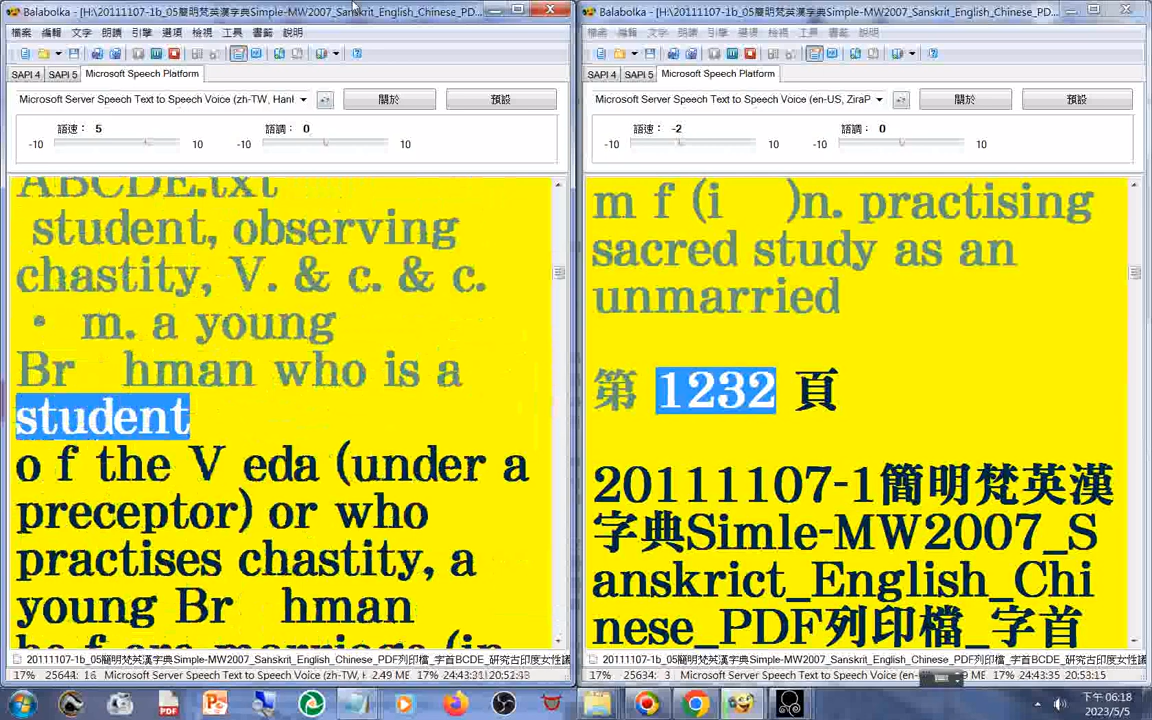 Balabolka - [H:\20111107-1b_05簡明梵英漢字典Simple-MW2007_Sanskrit_English_Chinese_PD...
檔案 編輯 文字 朗讀 引擎 選項 檢視 工具 書籤 說明
SAPI 4 SAPI 5 Microsoft Speech Platform
Microsoft Server Speech Text to Speech Voice (zh-TW, Hanl 關於 預設
語速： 5 語調： 0
-10 10 -10 10
ABCDE.txt
student, observing
chastity, V. & c. & c.
• m. a young
Br hman who is a
student
o f the V eda (under a
preceptor) or who
practises chastity, a
young Br hman
be f ore marriage (in
20111107-1b_05簡明梵英漢字典Simple-MW2007_Sanskrit_English_Chinese_PDF列印檔_字首BCDE_研究古印度女性議
17% 25644: 16 Microsoft Server Speech Text to Speech Voice (zh-TW, H 2.49 MB 17% 24:43:31\20:52:43
Balabolka - [H:\20111107-1b_05簡明梵英漢字典Simple-MW2007_Sanskrit_English_Chinese_PD...
檔案 編輯 文字 朗讀 引擎 選項 檢視 工具 書籤 說明
SAPI 4 SAPI 5 Microsoft Speech Platform
Microsoft Server Speech Text to Speech Voice (en-US, ZiraP 關於 預設
語速： -2 語調： 0
-10 10 -10 10
m f (i )n. practising
sacred study as an
unmarried
第 1232 頁
20111107-1簡明梵英漢
字典Simle-MW2007_S
anskrict_English_Chi
nese_PDF列印檔_字首
20111107-1b_05簡明梵英漢字典Simple-MW2007_Sanskrit_English_Chinese_PDF列印檔_字首BCDE_研究古印度女性議
17% 25634: 3 Microsoft Server Speech Text to Speech Voice (en-US, 17% 24:43:35 20:53:15
下午 06:18
2023/5/5